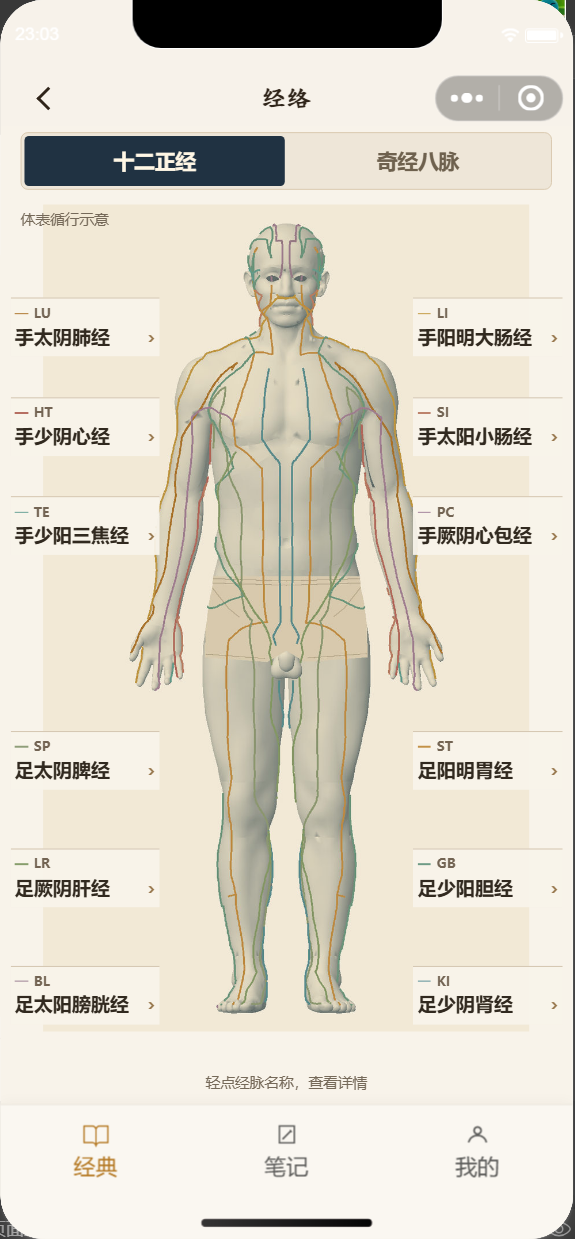 23:03
经络
十二正经
奇经八脉
体表循行示意
LU
手太阴肺经
LI
手阳明大肠经
HT
手少阴心经
SI
手太阳小肠经
TE
手少阳三焦经
PC
手厥阴心包经
SP
足太阴脾经
ST
足阳明胃经
LR
足厥阴肝经
GB
足少阳胆经
BL
足太阳膀胱经
KI
足少阴肾经
轻点经脉名称，查看详情
经典
笔记
我的